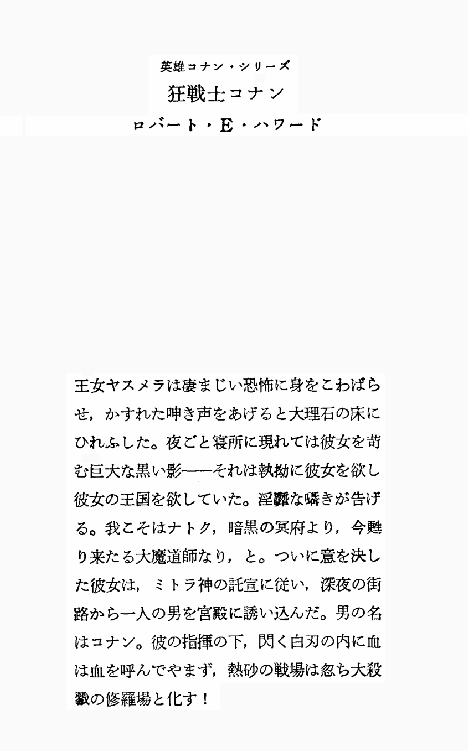 英雄コナン・シリーズ
狂戦士コナン
ロバート・E・ハワード
王女ヤスメラは凄まじい恐怖に身をこわばら
せ，かすれた呻き声をあげると大理石の床に
ひれふした。夜ごと寝所に現れては彼女を苛
む巨大な黒い影――それは執拗に彼女を欲し
彼女の王国を欲していた。淫靡な囁きが告げ
る。我こそはナトク，暗黒の冥府より，今甦
り来たる大魔道師なり，と。ついに意を決し
た彼女は，ミトラ神の託宣に従い，深夜の街
路から一人の男を宮殿に誘い込んだ。男の名
はコナン。彼の指揮の下，閃く白刃の内に血
は血を呼んでやまず，熱砂の戦場は忽ち大殺
戮の修羅場と化す！